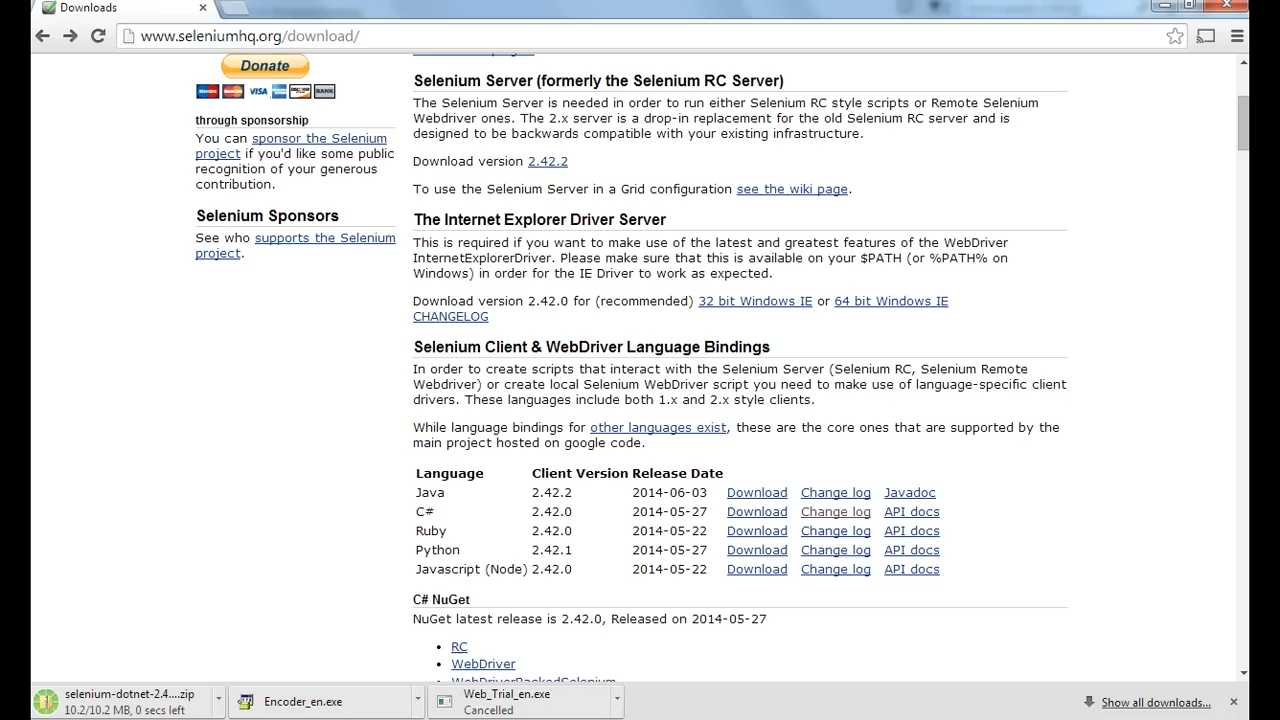 Downloads
www.seleniumhq.org/download/
Donate
VISA
BANK
through sponsorship
You can sponsor the Selenium
project if you'd like some public
recognition of your generous
contribution.
Selenium Sponsors
See who supports the Selenium
project.
Selenium Server (formerly the Selenium RC Server)
The Selenium Server is needed in order to run either Selenium RC style scripts or Remote Selenium
Webdriver ones. The 2.x server is a drop-in replacement for the old Selenium RC server and is
designed to be backwards compatible with your existing infrastructure.
Download version 2.42.2
To use the Selenium Server in a Grid configuration see the wiki page.
The Internet Explorer Driver Server
This is required if you want to make use of the latest and greatest features of the WebDriver
InternetExplorerDriver. Please make sure that this is available on your $PATH (or %PATH% on
Windows) in order for the IE Driver to work as expected.
Download version 2.42.0 for (recommended) 32 bit Windows IE or 64 bit Windows IE
CHANGELOG
Selenium Client & WebDriver Language Bindings
In order to create scripts that interact with the Selenium Server (Selenium RC, Selenium Remote
Webdriver) or create local Selenium WebDriver script you need to make use of language-specific client
drivers. These languages include both 1.x and 2.x style clients.
While language bindings for other languages exist, these are the core ones that are supported by the
main project hosted on google code.
Language Client Version Release Date
Java 2.42.2 2014-06-03 Download Change log Javadoc
C# 2.42.0 2014-05-27 Download Change log API docs
Ruby 2.42.0 2014-05-22 Download Change log API docs
Python 2.42.1 2014-05-27 Download Change log API docs
Javascript (Node) 2.42.0 2014-05-22 Download Change log API docs
C# NuGet
NuGet latest release is 2.42.0, Released on 2014-05-27
• RC
• WebDriver
• WebDriverBackedSelenium
selenium-dotnet-2.4....zip
10.2/10.2 MB, 0 secs left
Encoder_en.exe
Web_Trial_en.exe
Cancelled
Show all downloads...